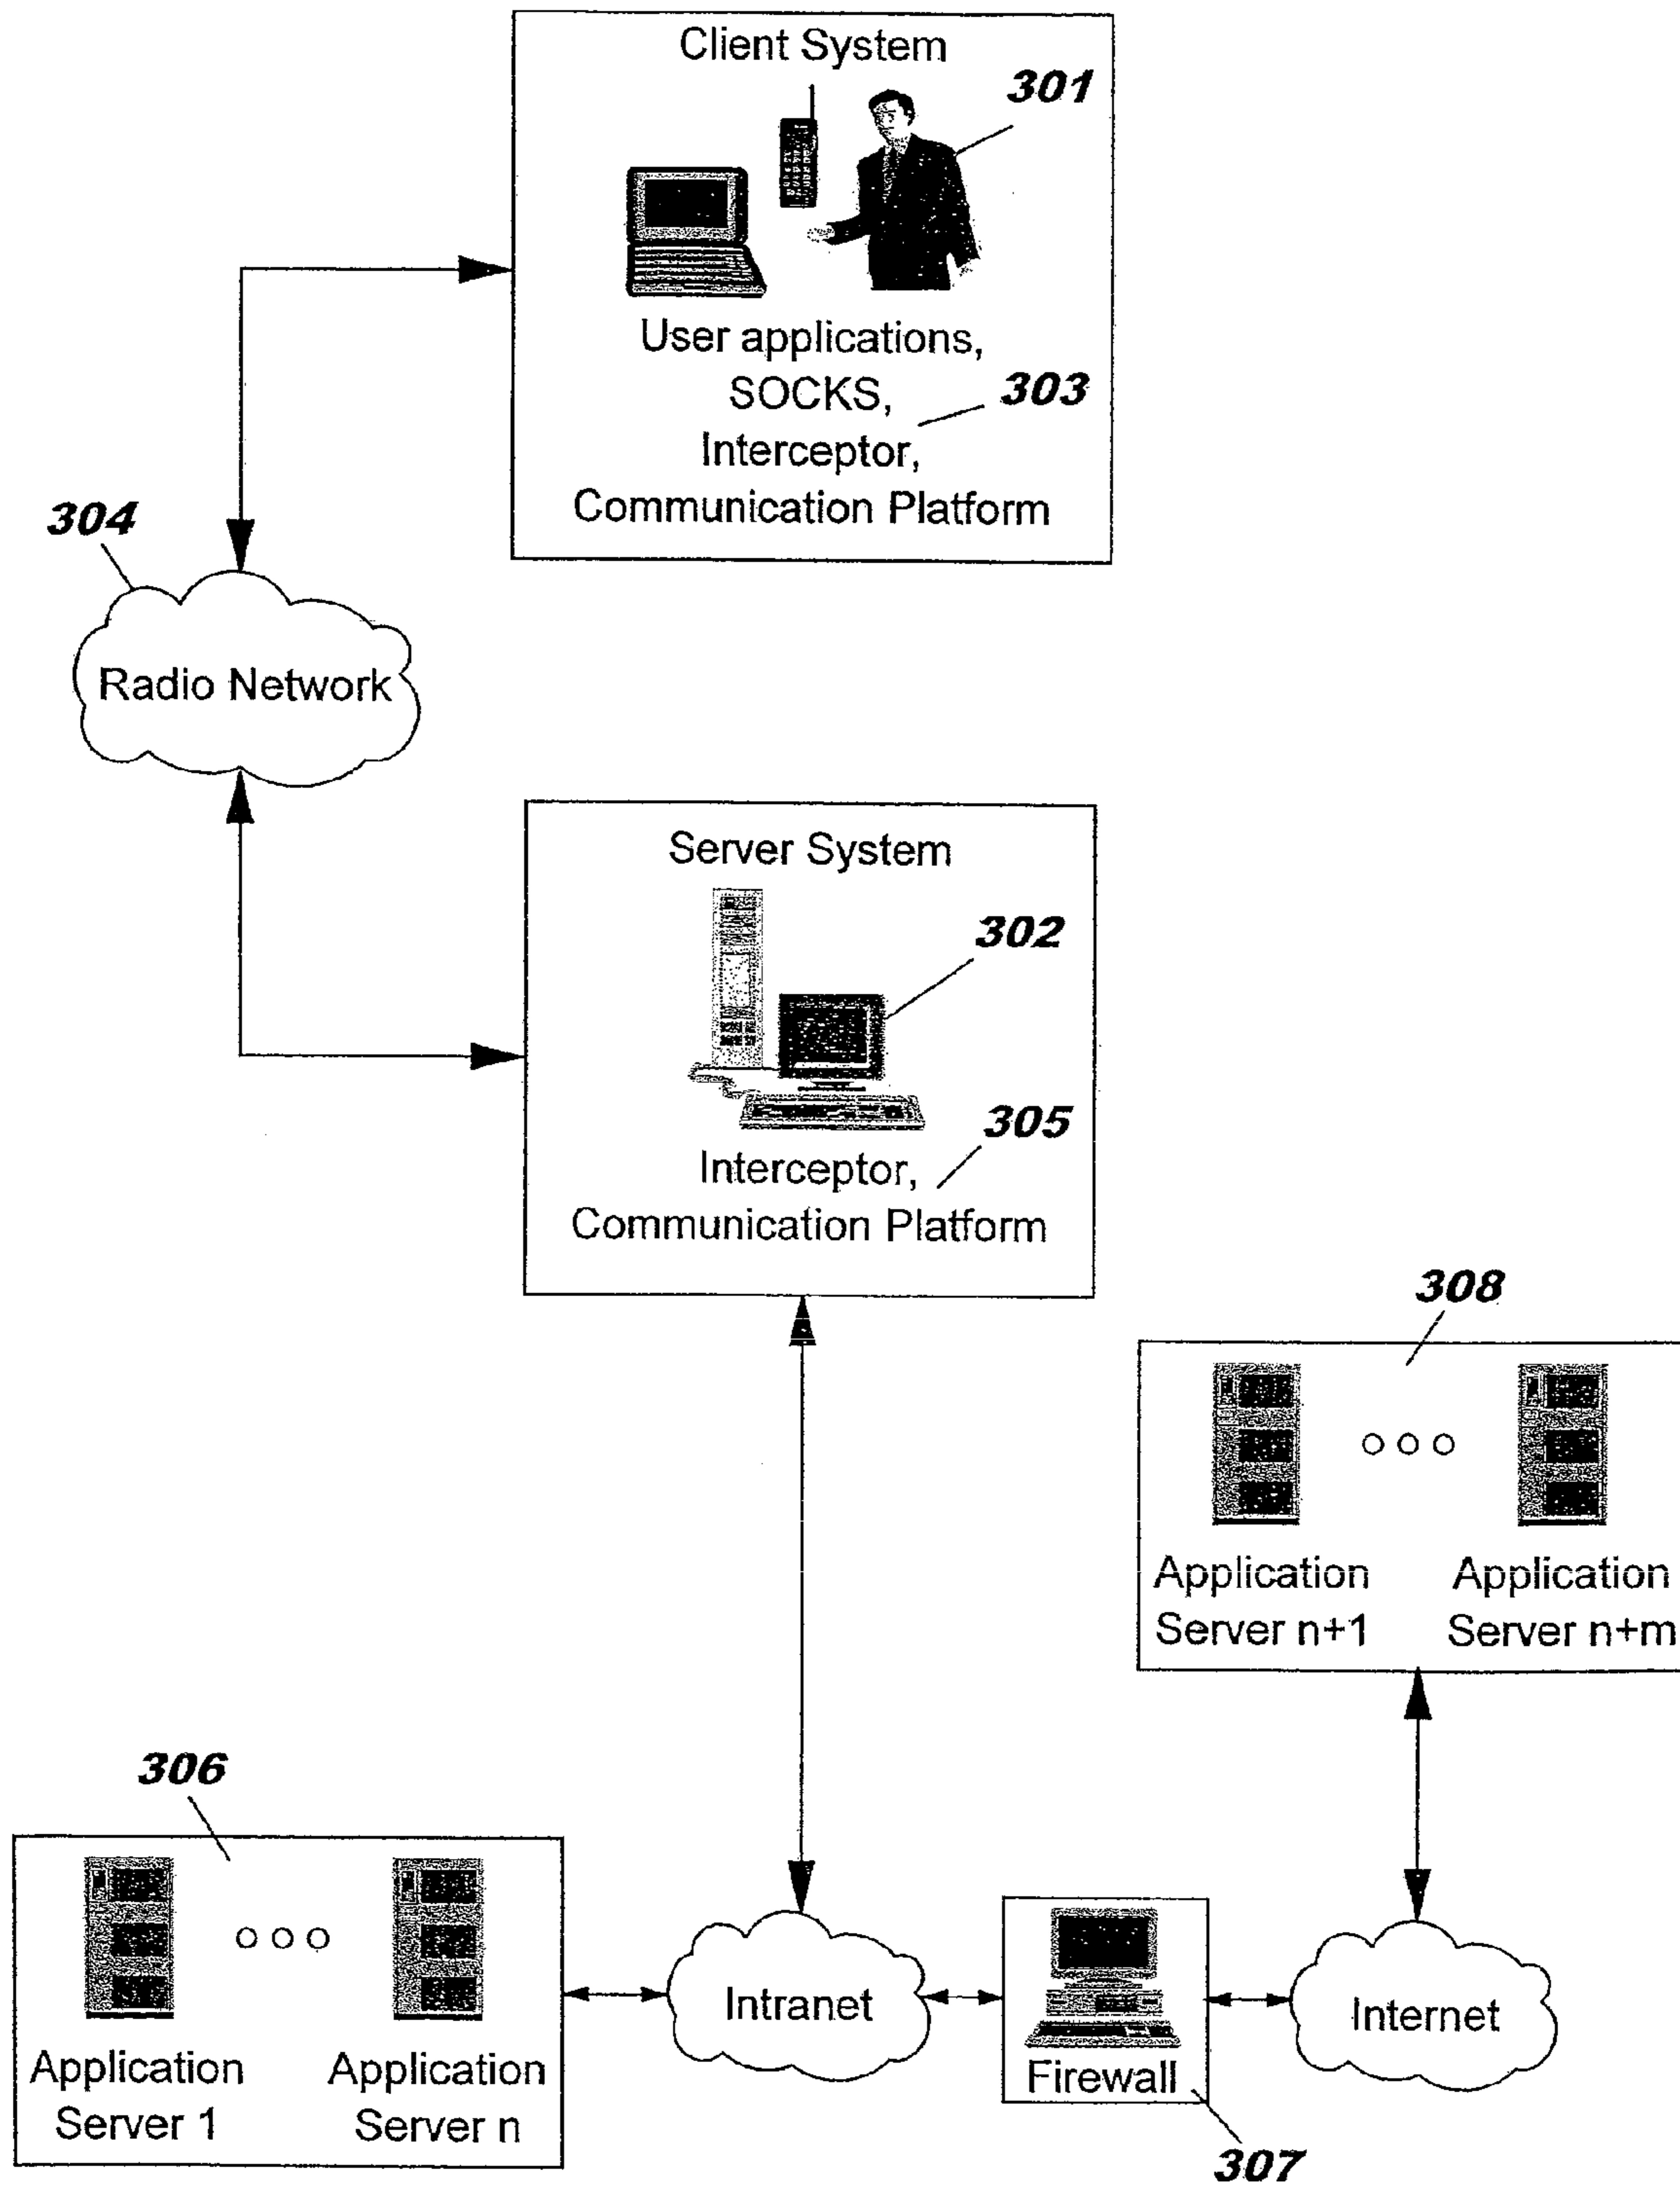 Client System
301
User applications,
SOCKS,
303
Interceptor,
Communication Platform
304
Radio Network
Server System
302
305
Interceptor,
Communication Platform
308
Application
Server n+1
Application
Server n+m
306
Application
Server 1
Application
Server n
Intranet
Firewall
307
Internet